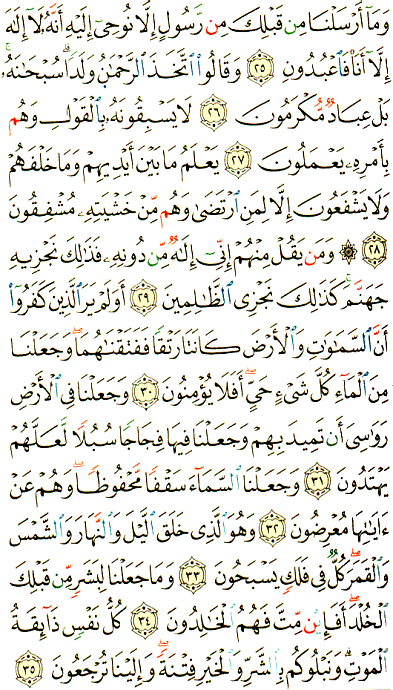 وَمَآ أَرْسَلْنَا مِن قَبْلِكَ مِن رَّسُولٍ إِلَّا نُوحِىٓ إِلَيْهِ أَنَّهُۥ لَآ إِلَٰهَ
إِلَّآ أَنَا۠ فَٱعْبُدُونِ ٢٥ وَقَالُوا۟ ٱتَّخَذَ ٱلرَّحْمَٰنُ وَلَدًا ۗ سُبْحَٰنَهُۥ ۚ
بَلْ عِبَادٌ مُّكْرَمُونَ ٢٦ لَا يَسْبِقُونَهُۥ بِٱلْقَوْلِ وَهُم
بِأَمْرِهِۦ يَعْمَلُونَ ٢٧ يَعْلَمُ مَا بَيْنَ أَيْدِيهِمْ وَمَا خَلْفَهُمْ
وَلَا يَشْفَعُونَ إِلَّا لِمَنِ ٱرْتَضَىٰ وَهُم مِّنْ خَشْيَتِهِۦ مُشْفِقُونَ
٢٨ ۞ وَمَن يَقُلْ مِنْهُمْ إِنِّىٓ إِلَٰهٌ مِّن دُونِهِۦ فَذَٰلِكَ نَجْزِيهِ
جَهَنَّمَ ۚ كَذَٰلِكَ نَجْزِى ٱلظَّٰلِمِينَ ٢٩ أَوَلَمْ يَرَ ٱلَّذِينَ كَفَرُوٓا۟
أَنَّ ٱلسَّمَٰوَٰتِ وَٱلْأَرْضَ كَانَتَا رَتْقًا فَفَتَقْنَٰهُمَا ۖ وَجَعَلْنَا
مِنَ ٱلْمَآءِ كُلَّ شَىْءٍ حَىٍّ ۖ أَفَلَا يُؤْمِنُونَ ٣٠ وَجَعَلْنَا فِى ٱلْأَرْضِ
رَوَٰسِىَ أَن تَمِيدَ بِهِمْ وَجَعَلْنَا فِيهَا فِجَاجًا سُبُلًا لَّعَلَّهُمْ
يَهْتَدُونَ ٣١ وَجَعَلْنَا ٱلسَّمَآءَ سَقْفًا مَّحْفُوظًا ۖ وَهُمْ عَنْ
ءَايَٰتِهَا مُعْرِضُونَ ٣٢ وَهُوَ ٱلَّذِى خَلَقَ ٱلَّيْلَ وَٱلنَّهَارَ وَٱلشَّمْسَ
وَٱلْقَمَرَ ۖ كُلٌّ فِى فَلَكٍ يَسْبَحُونَ ٣٣ وَمَا جَعَلْنَا لِبَشَرٍ مِّن قَبْلِكَ
ٱلْخُلْدَ ۖ أَفَإِي۟ن مِّتَّ فَهُمُ ٱلْخَٰلِدُونَ ٣٤ كُلُّ نَفْسٍ ذَآئِقَةُ
ٱلْمَوْتِ ۗ وَنَبْلُوكُم بِٱلشَّرِّ وَٱلْخَيْرِ فِتْنَةً ۖ وَإِلَيْنَا تُرْجَعُونَ ٣٥